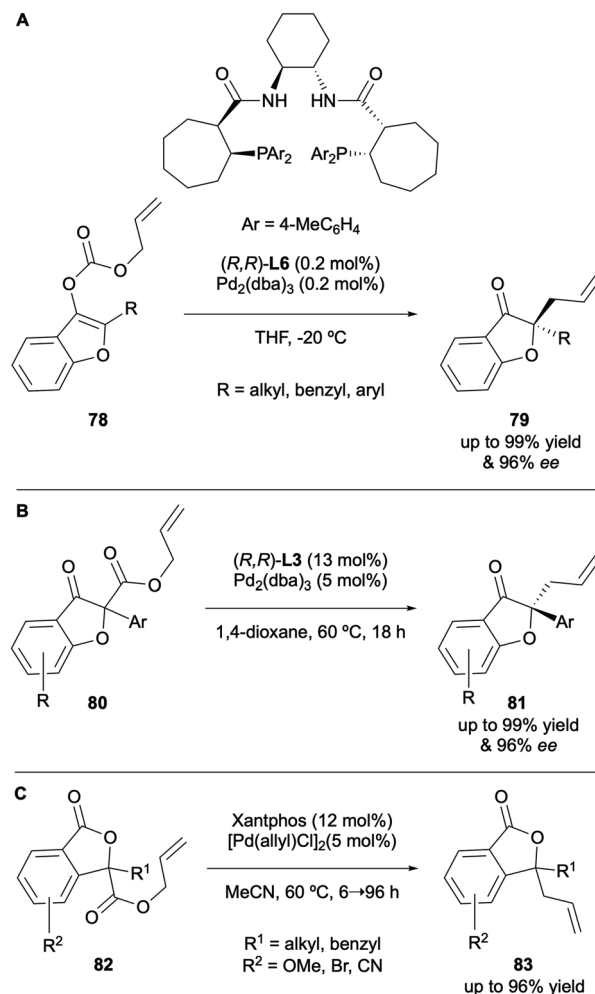 A
O
O
NH
HN
PAr2
Ar2P
Ar = 4-MeC6H4
O
O
O
R
O
(R,R)-L6 (0.2 mol%)
Pd2(dba)3 (0.2 mol%)
THF, -20 ºC
R = alkyl, benzyl, aryl
78
O
O
R
79
up to 99% yield
& 96% ee
B
O
O
O
Ar
O
R
80
(R,R)-L3 (13 mol%)
Pd2(dba)3 (5 mol%)
1,4-dioxane, 60 ºC, 18 h
O
Ar
O
R
81
up to 99% yield
& 96% ee
C
O
O
R1
O
O
R2
82
Xantphos (12 mol%)
[Pd(allyl)Cl]2(5 mol%)
MeCN, 60 ºC, 6→96 h
R1 = alkyl, benzyl
R2 = OMe, Br, CN
O
O
R1
R2
83
up to 96% yield